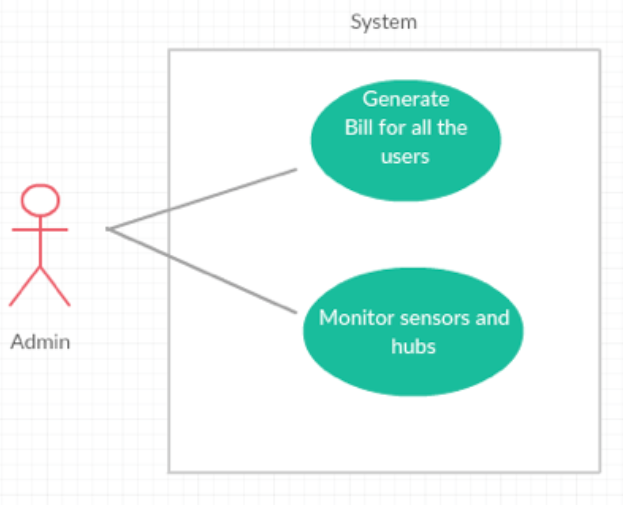 System
Generate
Bill for all the
users
Monitor sensors and
hubs
Admin